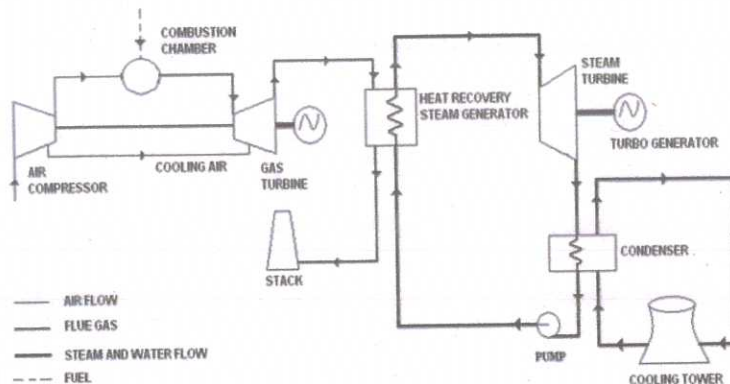 COMBUSTION
CHAMBER
STEAM
TURBINE
HEAT RECOVERY
STEAM GENERATOR
TURBO GENERATOR
COOLING AIR
GAS
TURBINE
AIR
COMPRESSOR
CONDENSER
STACK
AIR FLOW
FLUE GAS
STEAM AND WATER FLOW
FUEL
PUMP
COOLING TOWER